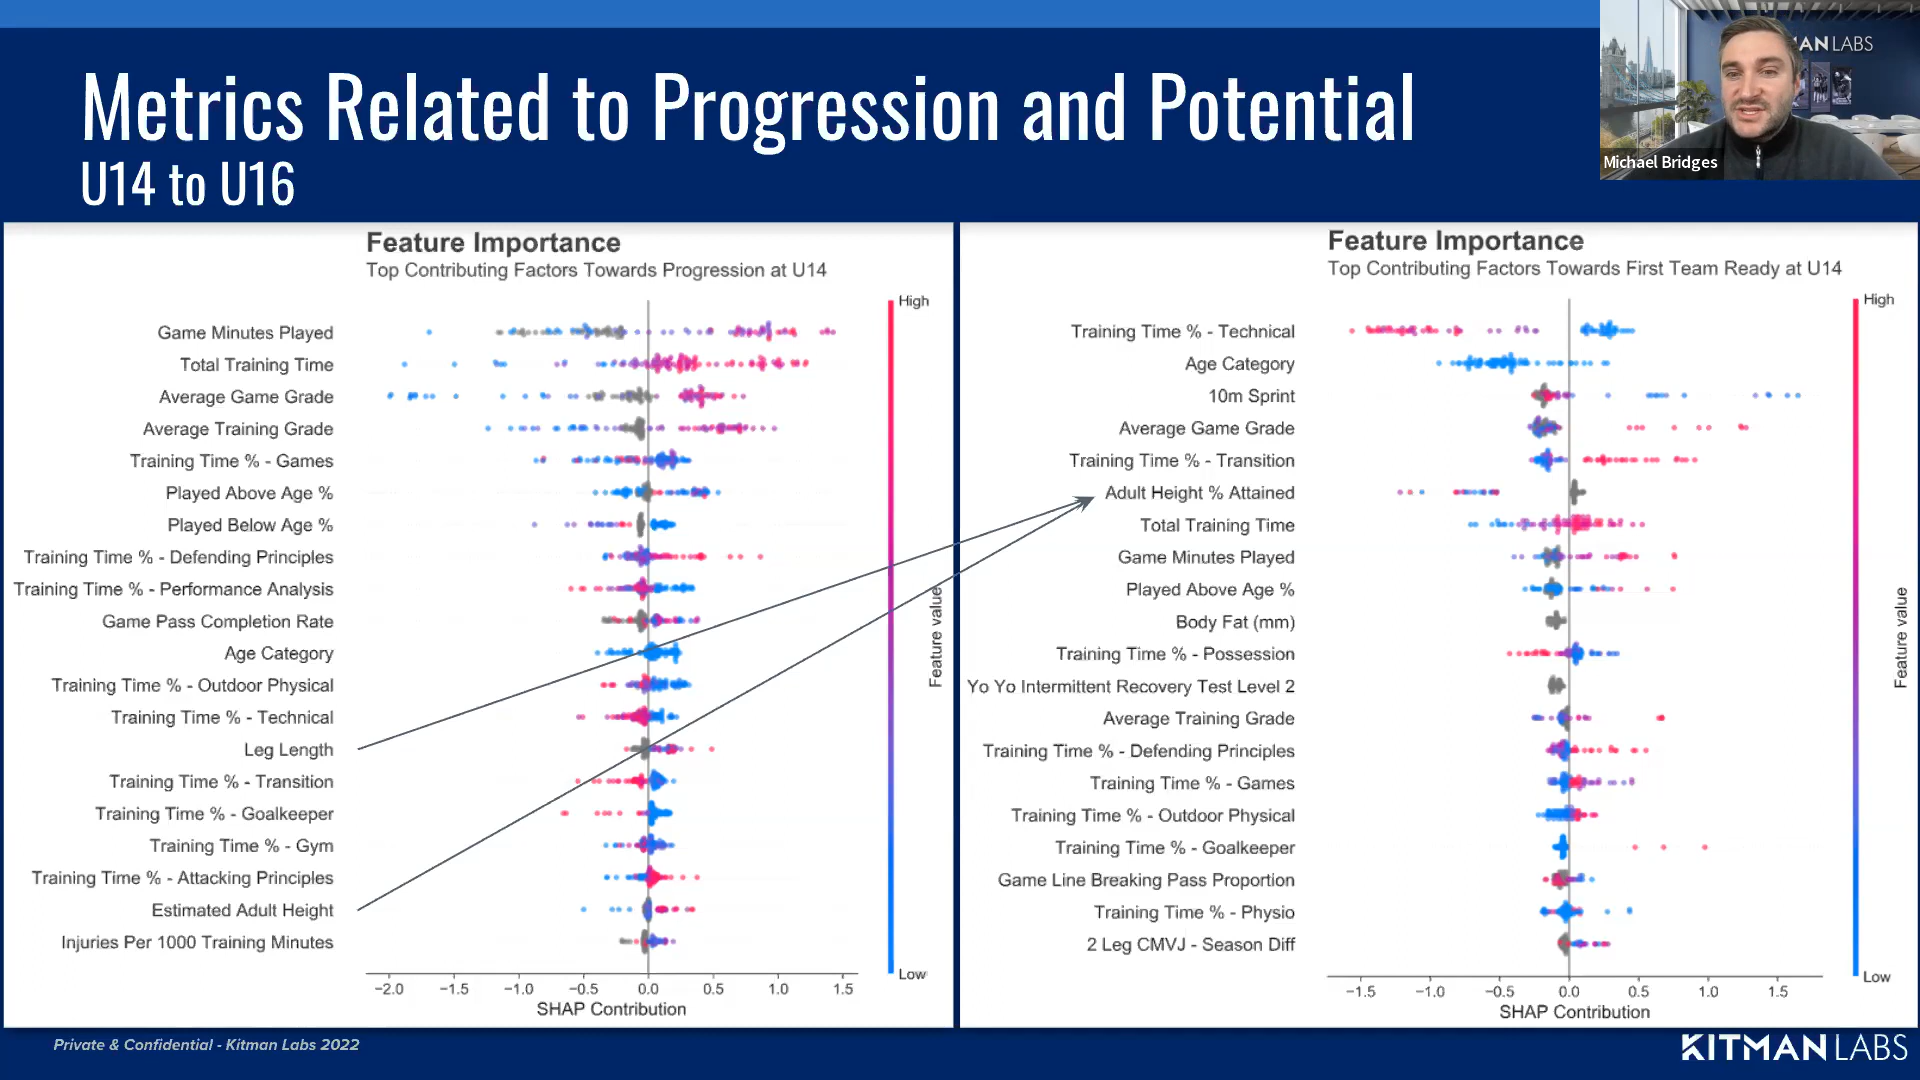 Metrics Related to Progression and Potential
U14 to U16
KITMAN LABS
Michael Bridges
Feature Importance
Top Contributing Factors Towards Progression at U14
High
Game Minutes Played
Total Training Time
Average Game Grade
Average Training Grade
Training Time % - Games
Played Above Age %
Played Below Age %
Training Time % - Defending Principles
Training Time % - Performance Analysis
Game Pass Completion Rate
Age Category
Training Time % - Outdoor Physical
Training Time % - Technical
Leg Length
Training Time % - Transition
Training Time % - Goalkeeper
Training Time % - Gym
Training Time % - Attacking Principles
Estimated Adult Height
Injuries Per 1000 Training Minutes
Feature value
Low
−2.0 −1.5 −1.0 −0.5 0.0 0.5 1.0 1.5
SHAP Contribution
Feature Importance
Top Contributing Factors Towards First Team Ready at U14
High
Training Time % - Technical
Age Category
10m Sprint
Average Game Grade
Training Time % - Transition
Adult Height % Attained
Total Training Time
Game Minutes Played
Played Above Age %
Body Fat (mm)
Training Time % - Possession
Yo Yo Intermittent Recovery Test Level 2
Average Training Grade
Training Time % - Defending Principles
Training Time % - Games
Training Time % - Outdoor Physical
Training Time % - Goalkeeper
Game Line Breaking Pass Proportion
Training Time % - Physio
2 Leg CMVJ - Season Diff
Feature value
Low
−1.5 −1.0 −0.5 0.0 0.5 1.0 1.5
SHAP Contribution
Private & Confidential - Kitman Labs 2022
KITMAN LABS